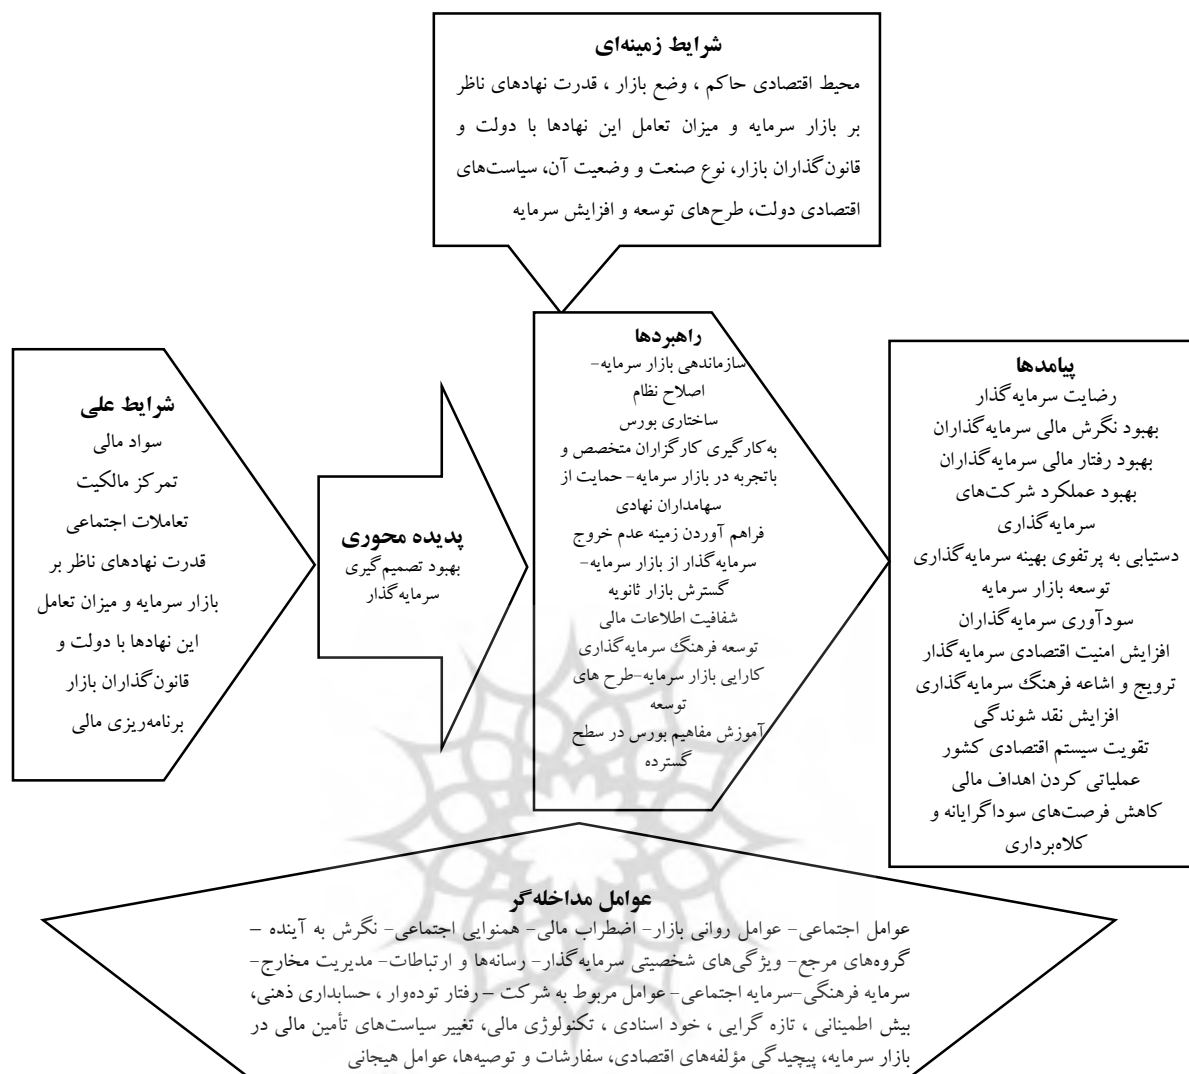 شرایط زمینه‌ای
محیط اقتصادی حاکم ، وضع بازار ، قدرت نهادهای ناظر
بر بازار سرمایه و میزان تعامل این نهادها با دولت و
قانون‌گذاران بازار، نوع صنعت و وضعیت آن، سیاست‌های
اقتصادی دولت، طرح‌های توسعه و افزایش سرمایه
شرایط علی
سواد مالی
تمرکز مالکیت
تعاملات اجتماعی
قدرت نهادهای ناظر بر
بازار سرمایه و میزان تعامل
این نهادها با دولت و
قانون‌گذاران بازار
برنامه‌ریزی مالی
پدیده محوری
بهبود تصمیم‌گیری
سرمایه‌گذار
راهبردها
سازماندهی بازار سرمایه–
اصلاح نظام
ساختاری بورس
به‌کارگیری کارگزاران متخصص و
باتجربه در بازار سرمایه– حمایت از
سهامداران نهادی
فراهم آوردن زمینه عدم خروج
سرمایه‌گذار از بازار سرمایه–
گسترش بازار ثانویه
شفافیت اطلاعات مالی
توسعه فرهنگ سرمایه‌گذاری
کارایی بازار سرمایه–طرح های
توسعه
آموزش مفاهیم بورس در سطح
گسترده
پیامدها
رضایت سرمایه‌گذار
بهبود نگرش مالی سرمایه‌گذاران
بهبود رفتار مالی سرمایه‌گذاران
بهبود عملکرد شرکت‌های
سرمایه‌گذاری
دستیابی به پرتفوی بهینه سرمایه‌گذاری
توسعه بازار سرمایه
سودآوری سرمایه‌گذاران
افزایش امنیت اقتصادی سرمایه‌گذار
ترویج و اشاعه فرهنگ سرمایه‌گذاری
افزایش نقد شوندگی
تقویت سیستم اقتصادی کشور
عملیاتی کردن اهداف مالی
کاهش فرصت‌های سوداگرایانه و
کلاه‌برداری
عوامل مداخله‌گر
عوامل اجتماعی– عوامل روانی بازار– اضطراب مالی– همنوایی اجتماعی– نگرش به آینده –
گروه‌های مرجع– ویژگی‌های شخصیتی سرمایه‌گذار– رسانه‌ها و ارتباطات– مدیریت مخارج–
سرمایه فرهنگی–سرمایه اجتماعی– عوامل مربوط به شرکت – رفتار توده‌وار ، حسابداری ذهنی،
بیش اطمینانی ، تازه گرایی ، خود اسنادی ، تکنولوژی مالی، تغییر سیاست‌های تأمین مالی در
بازار سرمایه، پیچیدگی مؤلفه‌های اقتصادی، سفارشات و توصیه‌ها، عوامل هیجانی